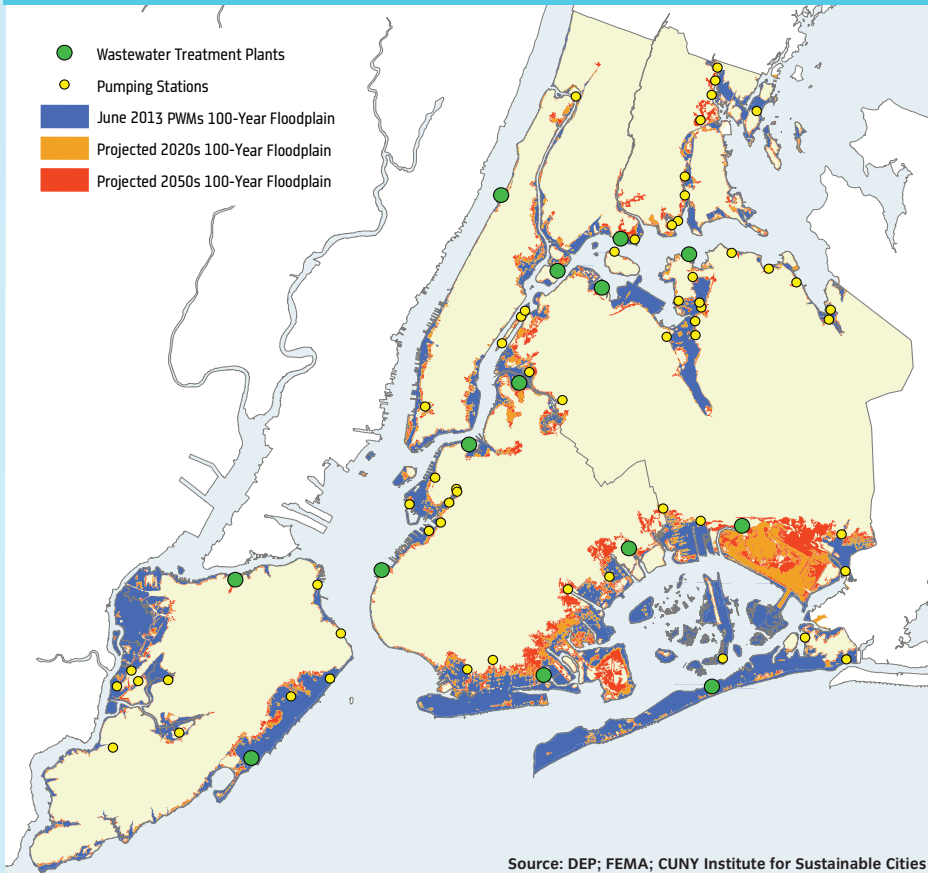 Wastewater Treatment Plants
Pumping Stations
June 2013 PWMs 100-Year Floodplain
Projected 2020s 100-Year Floodplain
Projected 2050s 100-Year Floodplain
Source: DEP; FEMA; CUNY Institute for Sustainable Cities